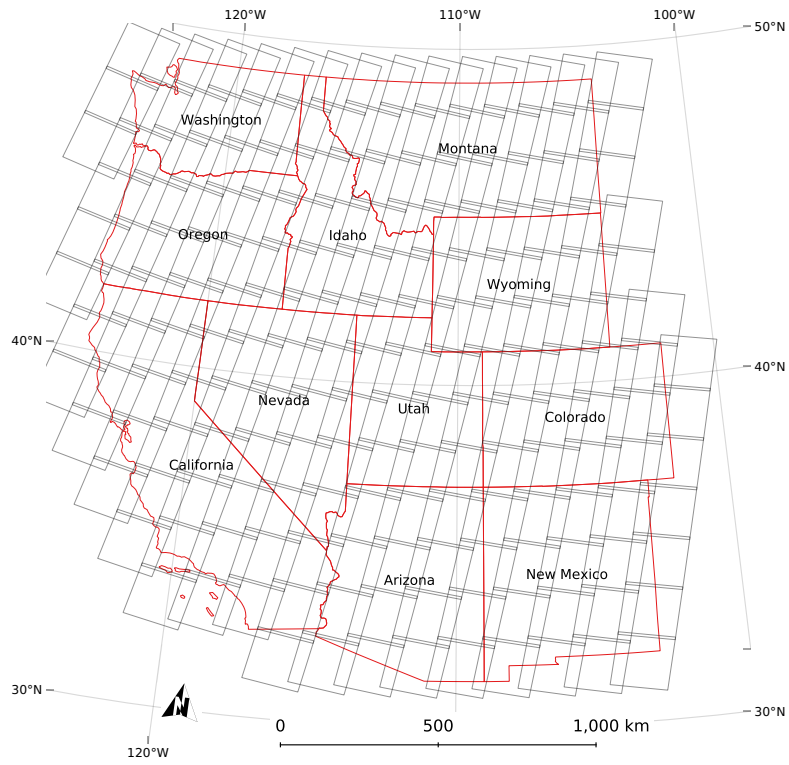 120°W 110°W 100°W
50°N
Washington
Montana
Oregon
Idaho
Wyoming
40°N
40°N
Nevada
Utah
Colorado
California
Arizona
New Mexico
30°N
N
30°N
0 500 1,000 km
120°W